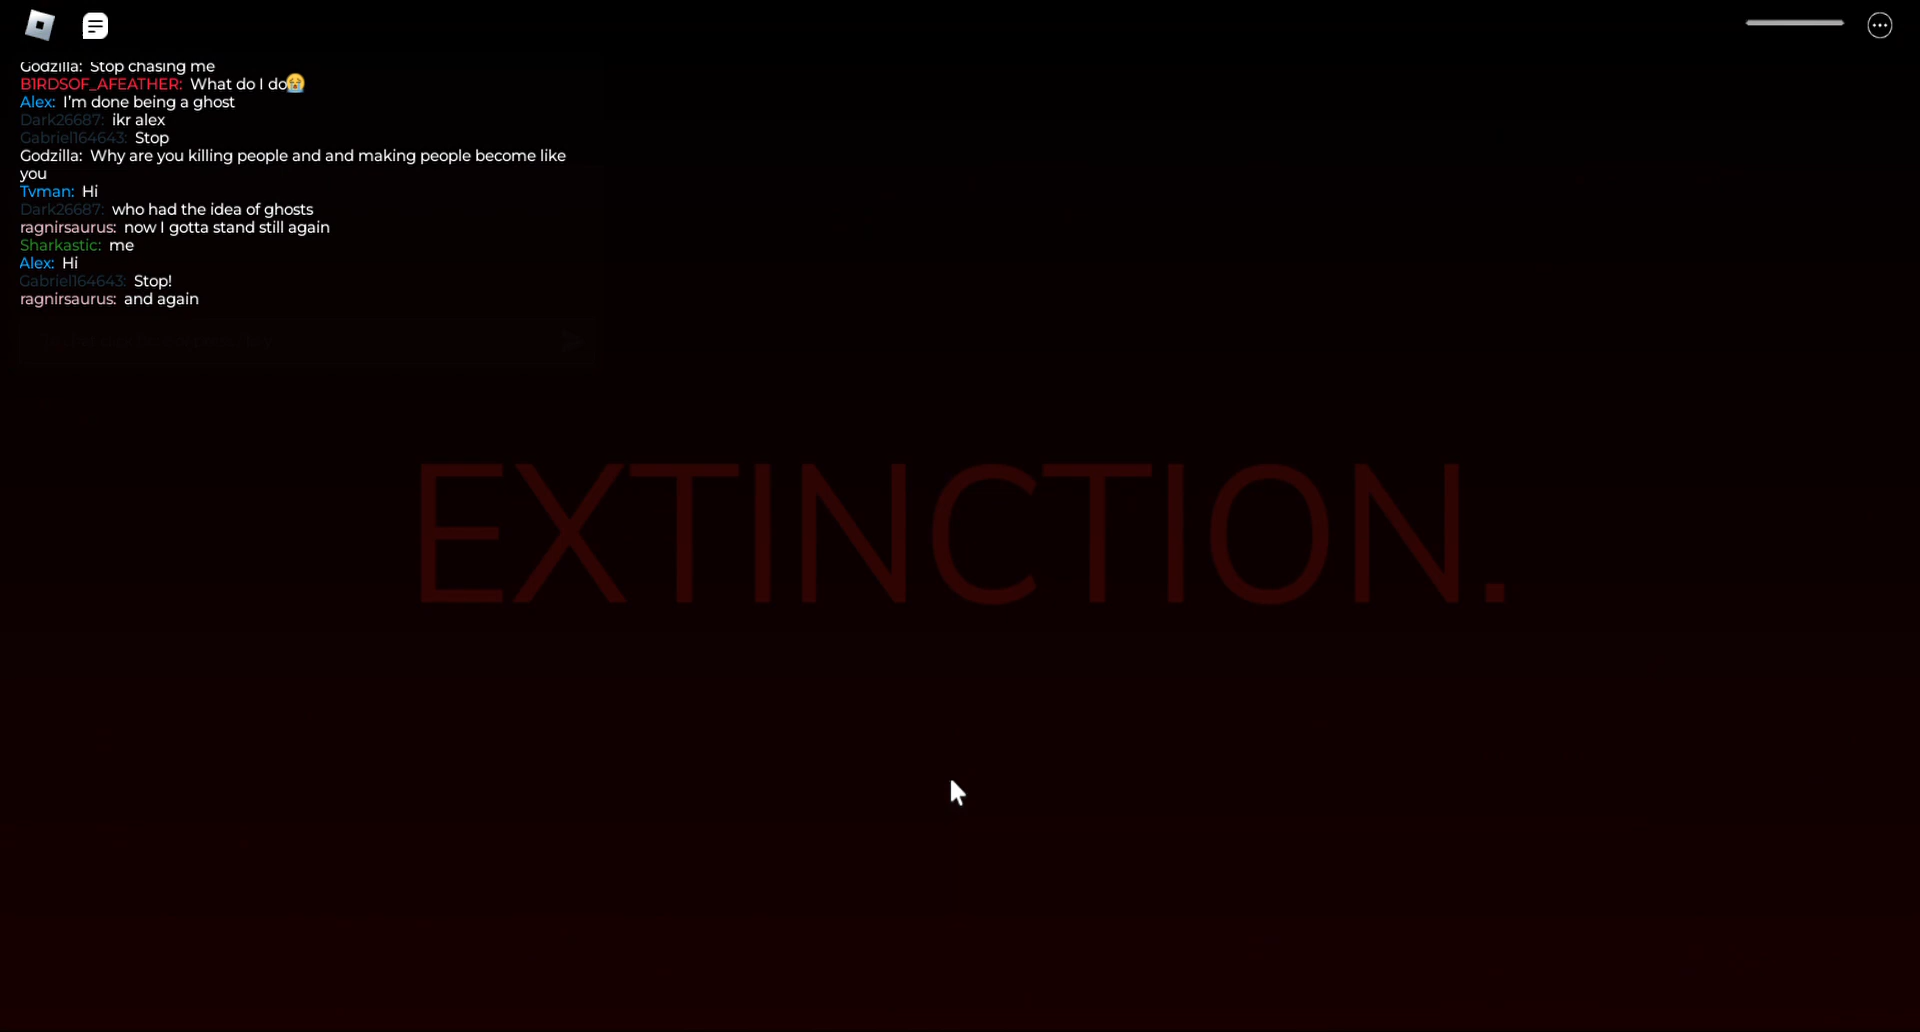 Godzilla: Stop chasing me
B1RDSOF_AFEATHER: What do I do😭
Alex: I'm done being a ghost
Dark26687: ikr alex
Gabriel164643: Stop
Godzilla: Why are you killing people and and making people become like
you
Tvman: Hi
Dark26687: who had the idea of ghosts
ragnirsaurus: now I gotta stand still again
Sharkastic: me
Alex: Hi
Gabriel164643: Stop!
ragnirsaurus: and again
EXTINCTION.